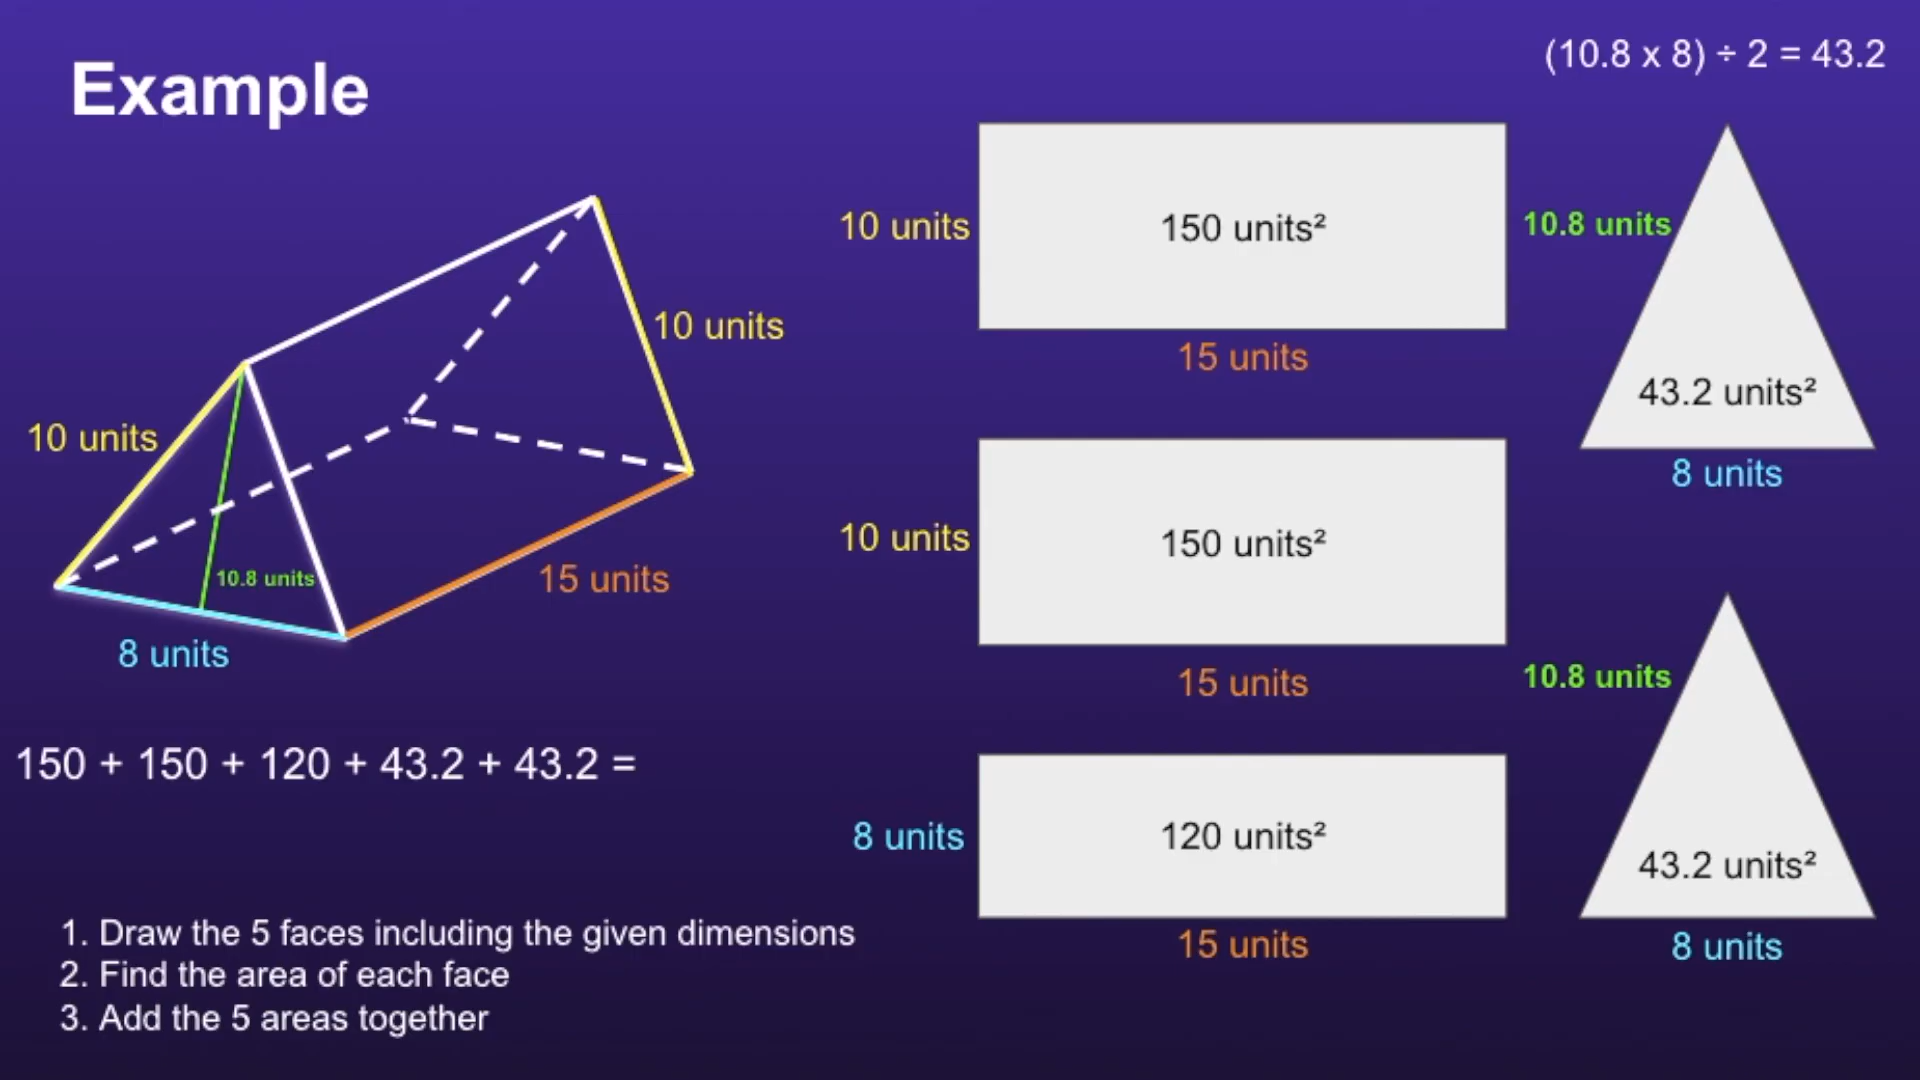 Example
(10.8 x 8) ÷ 2 = 43.2
10 units
10 units
10.8 units
8 units
15 units
10 units
150 units²
15 units
10.8 units
43.2 units²
8 units
10 units
150 units²
15 units
8 units
120 units²
15 units
10.8 units
43.2 units²
8 units
150 + 150 + 120 + 43.2 + 43.2 =
1. Draw the 5 faces including the given dimensions
2. Find the area of each face
3. Add the 5 areas together